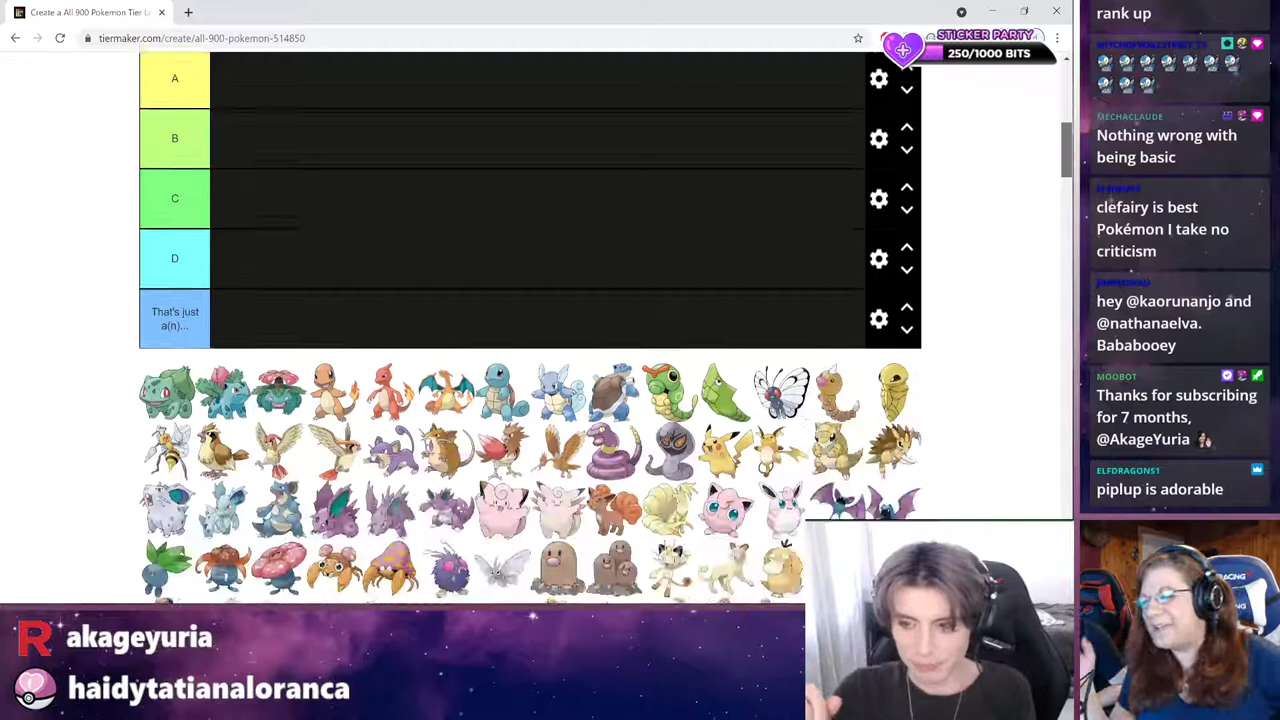 Create a All 900 Pokemon Tier L
tiermaker.com/create/all-900-pokemon-514850
STICKER PARTY
250/1000 BITS
A
B
C
D
That's just
a(n)...
rank up
MECHACLAUDE
Nothing wrong with
being basic
clefairy is best
Pokémon I take no
criticism
hey @kaorunanjo and
@nathanaelva.
Bababooey
MOOBOT
Thanks for subscribing
for 7 months,
@AkageYuria
ELFDRAGONS1
piplup is adorable
RACING
R akageyuria
haidytatianaloranca